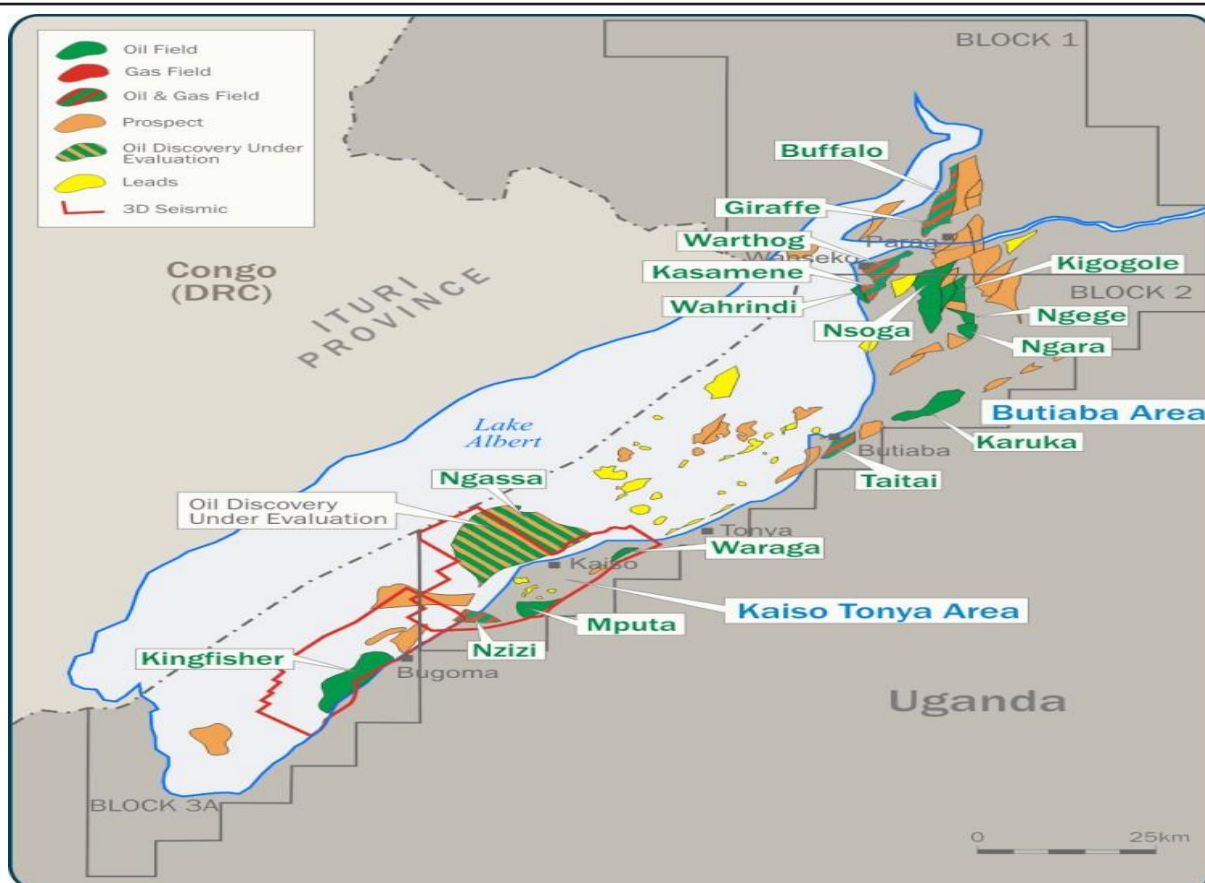 Oil Field
Gas Field
Oil & Gas Field
Prospect
Oil Discovery Under
Evaluation
Leads
3D Seismic
BLOCK 1
Buffalo
Giraffe
Warthog
Paraa
Wanseko
Kasamene
Kigogole
BLOCK 2
Wahrindi
Nsoga
Ngege
Ngara
Congo
(DRC)
ITURI
PROVINCE
Butiaba Area
Karuka
Lake
Albert
Butiaba
Taitai
Ngassa
Oil Discovery
Under Evaluation
Tonya
Waraga
Kaiso
Kaiso Tonya Area
Mputa
Nzizi
Kingfisher
Bugoma
Uganda
BLOCK 3A
0 25km